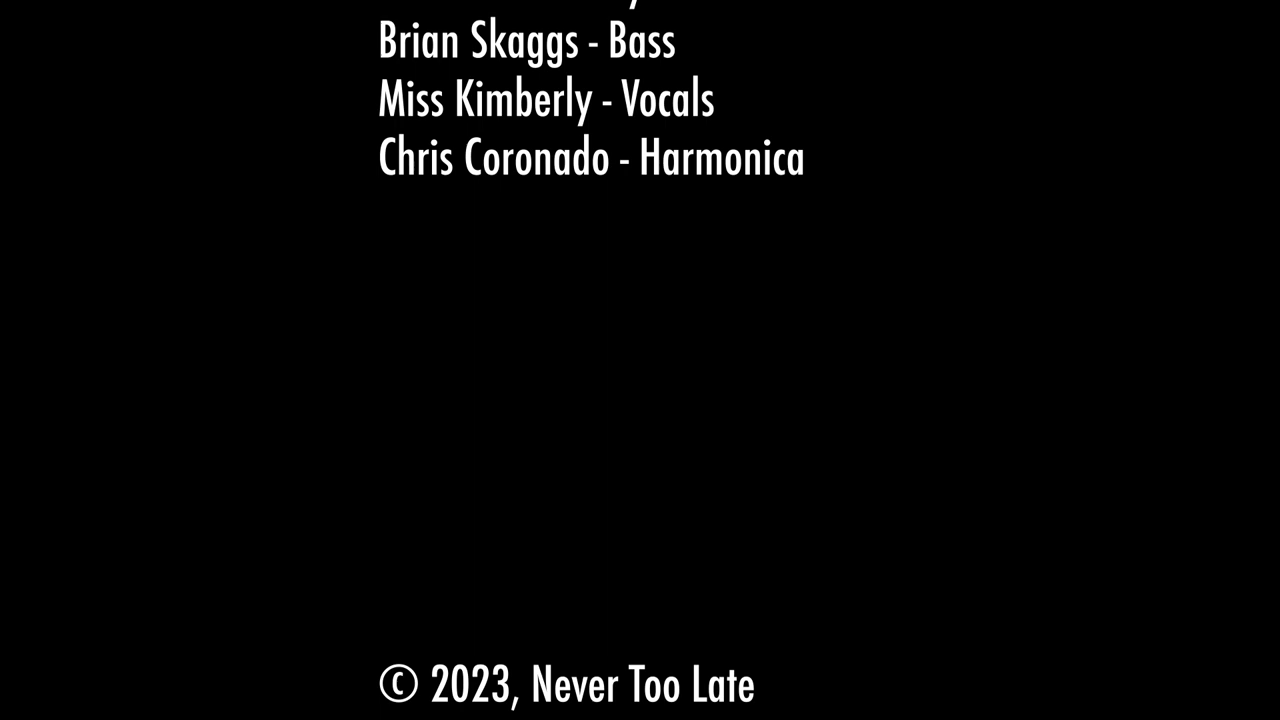 Brian Skaggs - Bass
Miss Kimberly - Vocals
Chris Coronado - Harmonica
© 2023, Never Too Late